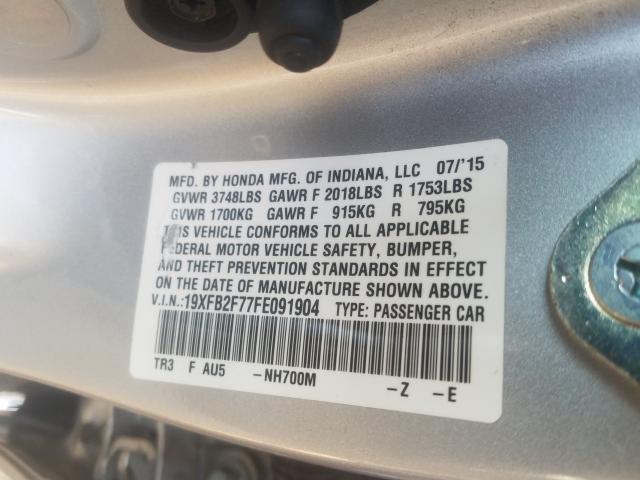 MFD. BY HONDA MFG. OF INDIANA, LLC 07/'15
GVWR 3748LBS GAWR F 2018LBS R 1753LBS
GVWR 1700KG GAWR F 915KG R 795KG
THIS VEHICLE CONFORMS TO ALL APPLICABLE
FEDERAL MOTOR VEHICLE SAFETY, BUMPER,
AND THEFT PREVENTION STANDARDS IN EFFECT
ON THE DATE OF MANUFACTURE SHOWN ABOVE.
V.I.N.:19XFB2F77FE091904 TYPE: PASSENGER CAR
TR3 F AU5 -NH700M -Z -E